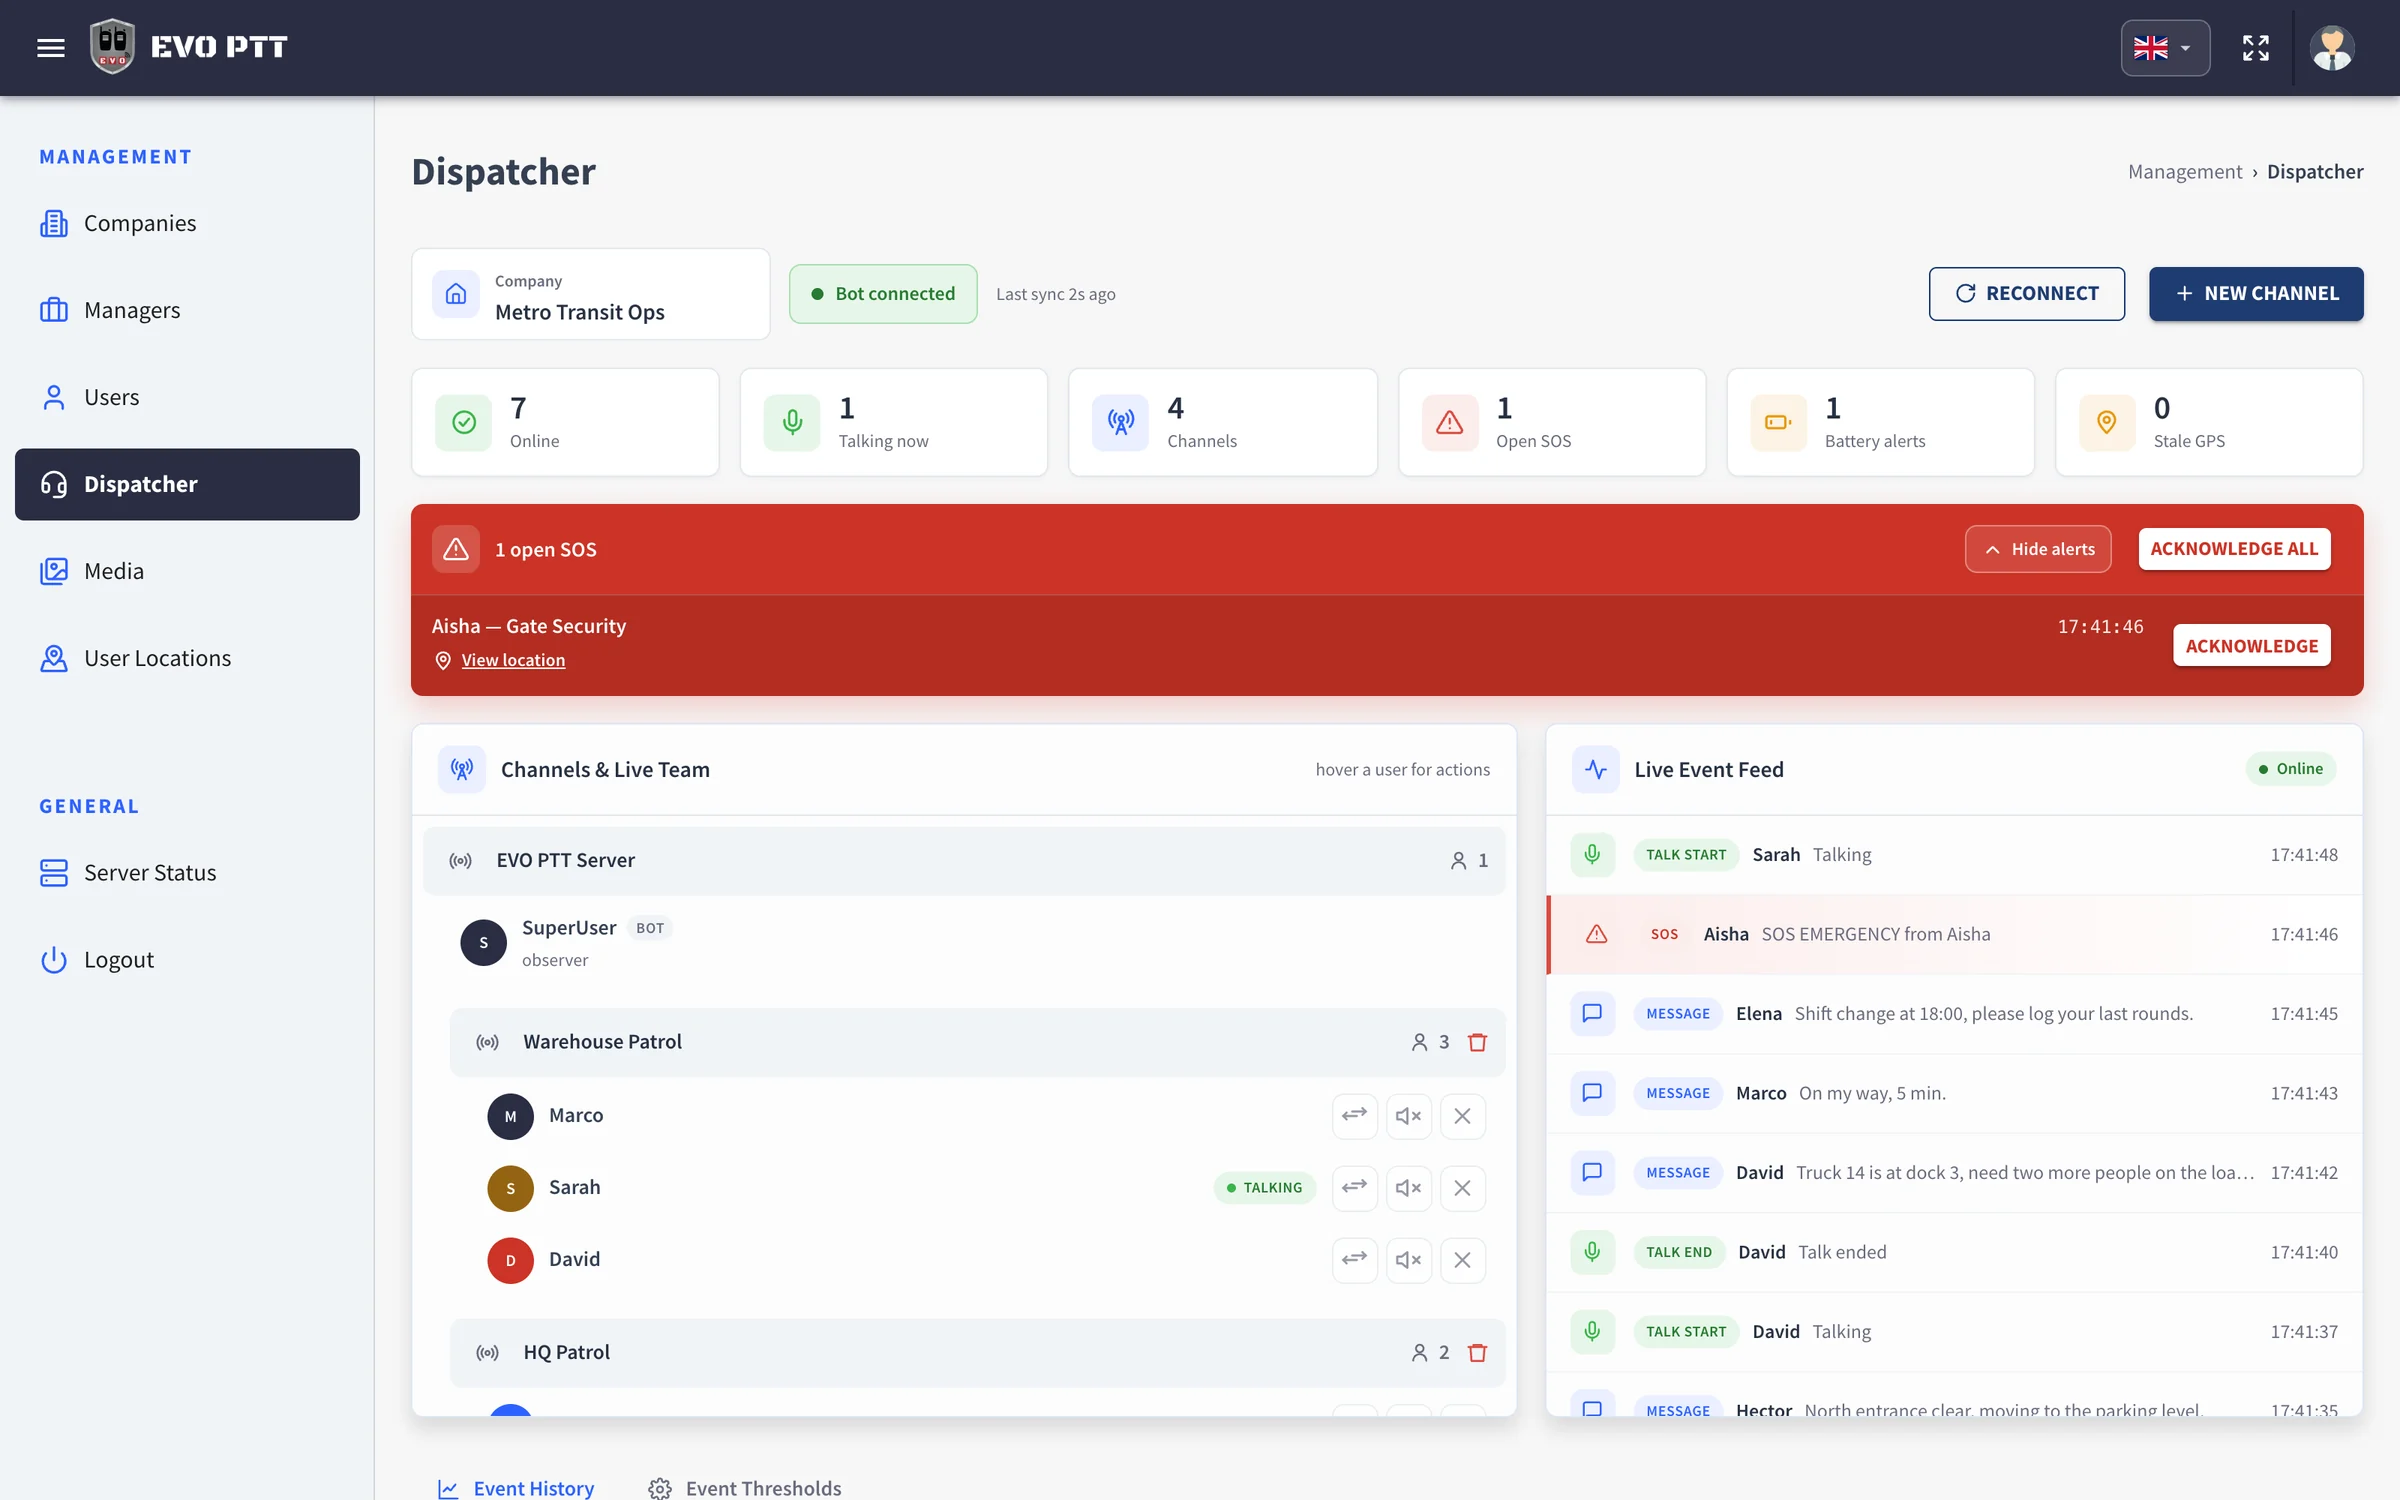 EVO
EVO PTT
MANAGEMENT
Companies
Managers
Users
Dispatcher
Media
User Locations
GENERAL
Server Status
Logout
Dispatcher
Management › Dispatcher
Company
Metro Transit Ops
Bot connected
Last sync 2s ago
RECONNECT
NEW CHANNEL
7
Online
1
Talking now
4
Channels
1
Open SOS
1
Battery alerts
0
Stale GPS
1 open SOS
Hide alerts
ACKNOWLEDGE ALL
Aisha — Gate Security
View location
17:41:46
ACKNOWLEDGE
Channels & Live Team
hover a user for actions
EVO PTT Server
1
S
SuperUser BOT
observer
Warehouse Patrol
3
M
Marco
S
Sarah
TALKING
D
David
HQ Patrol
2
Live Event Feed
Online
TALK START Sarah Talking 17:41:48
SOS Aisha SOS EMERGENCY from Aisha 17:41:46
MESSAGE Elena Shift change at 18:00, please log your last rounds. 17:41:45
MESSAGE Marco On my way, 5 min. 17:41:43
MESSAGE David Truck 14 is at dock 3, need two more people on the loa... 17:41:42
TALK END David Talk ended 17:41:40
TALK START David Talking 17:41:37
MESSAGE Hector North entrance clear, moving to the parking level. 17:41:35
Event History
Event Thresholds